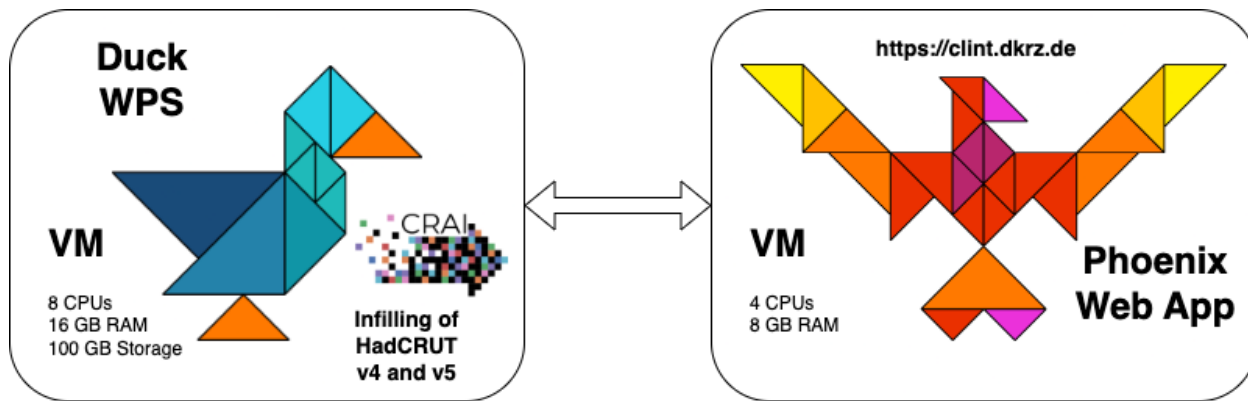 Duck
WPS
VM
8 CPUs
16 GB RAM
100 GB Storage
CRAI
Infilling of
HadCRUT
v4 and v5
https://clint.dkrz.de
VM
4 CPUs
8 GB RAM
Phoenix
Web App